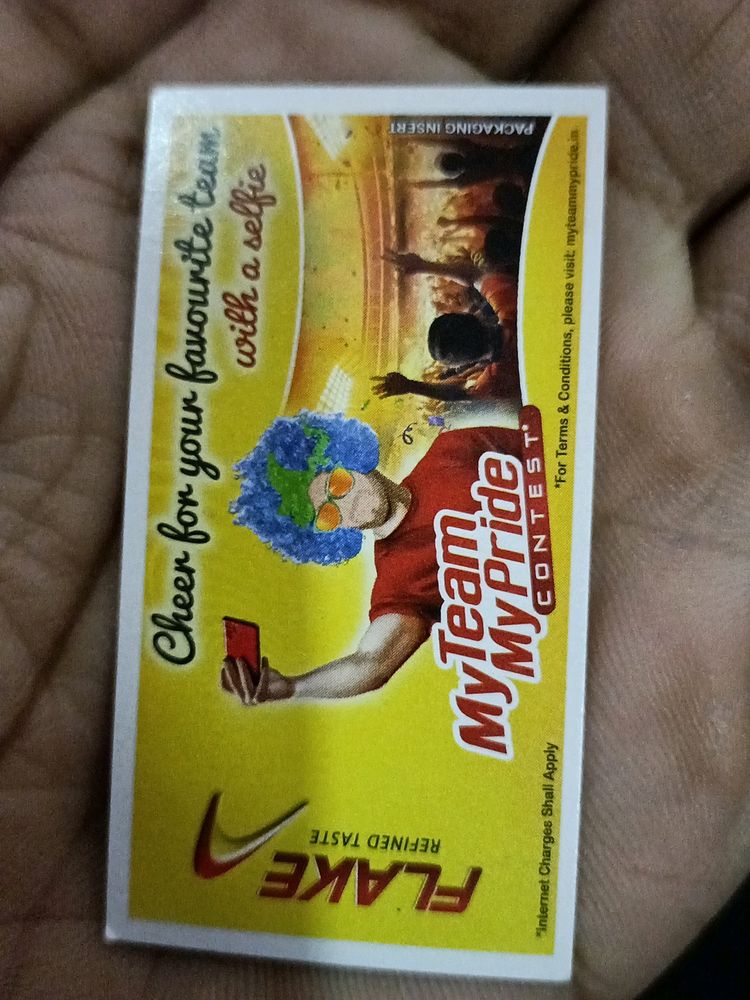 Cheer for your favourite team
with a selfie
PACKAGING INSERT
MyTeam
MyPride
CONTEST*
*For Terms & Conditions, please visit: myteammypride.in
FLAKE
REFINED TASTE
*Internet Charges Shall Apply